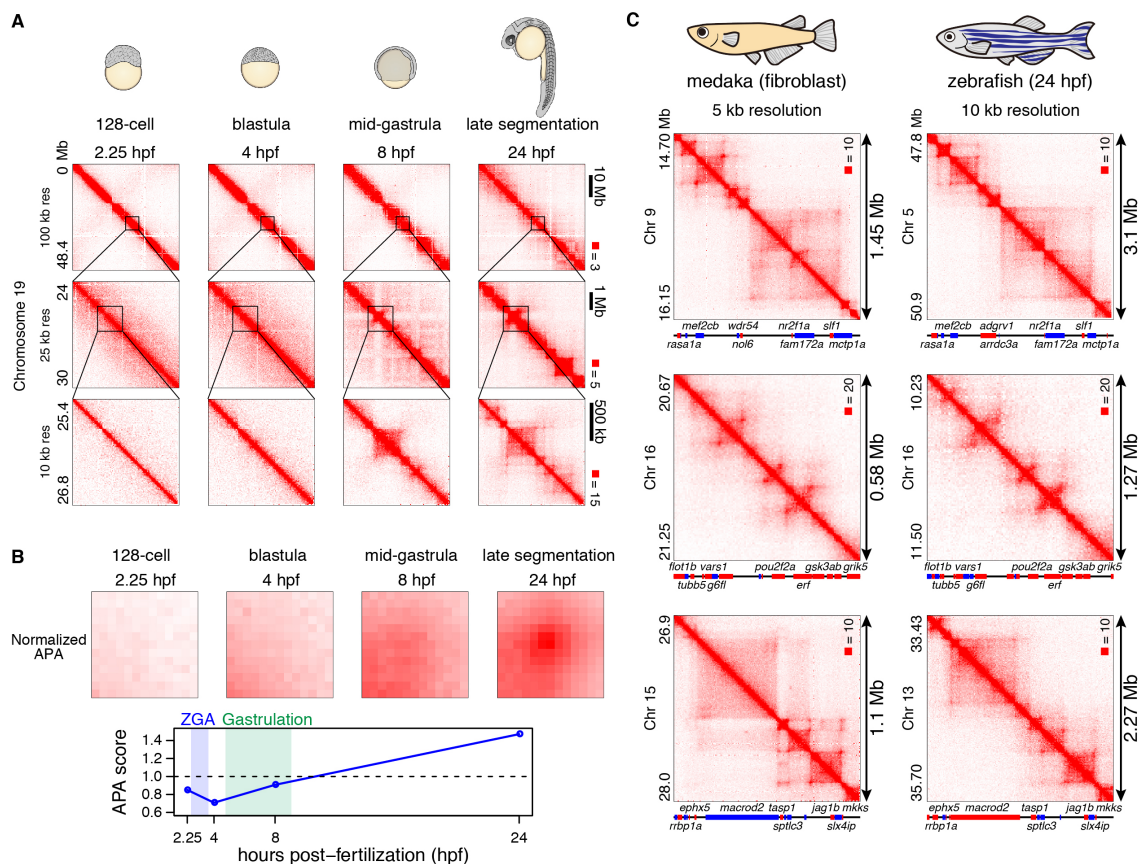 A
128-cell
blastula
mid-gastrula
late segmentation
2.25 hpf
4 hpf
8 hpf
24 hpf
Chromosome 19
0 Mb
100 kb res
48.4
10 Mb
= 3
24
25 kb res
30
1 Mb
= 5
25.4
10 kb res
26.8
500 kb
= 15
B
128-cell
blastula
mid-gastrula
late segmentation
2.25 hpf
4 hpf
8 hpf
24 hpf
Normalized
APA
ZGA
Gastrulation
APA score
1.4
1.2
1.0
0.8
0.6
2.25
4
8
24
hours post−fertilization (hpf)
C
medaka (fibroblast)
zebrafish (24 hpf)
5 kb resolution
10 kb resolution
14.70 Mb
Chr 9
16.15
= 10
1.45 Mb
mef2cb wdr54 nr2f1a slf1
rasa1a nol6 fam172a mctp1a
47.8 Mb
Chr 5
50.9
= 10
3.1 Mb
mef2cb adgrv1 nr2f1a slf1
rasa1a arrdc3a fam172a mctp1a
20.67
Chr 16
21.25
= 20
0.58 Mb
flot1b vars1 pou2f2a gsk3ab grik5
tubb5 g6fl erf
10.23
Chr 16
11.50
= 20
1.27 Mb
flot1b vars1 pou2f2a gsk3ab grik5
tubb5 g6fl erf
26.9
Chr 15
28.0
= 10
1.1 Mb
ephx5 macrod2 tasp1 jag1b mkks
rrbp1a sptlc3 slx4ip
33.43
Chr 13
35.70
= 10
2.27 Mb
ephx5 macrod2 tasp1 jag1b mkks
rrbp1a sptlc3 slx4ip